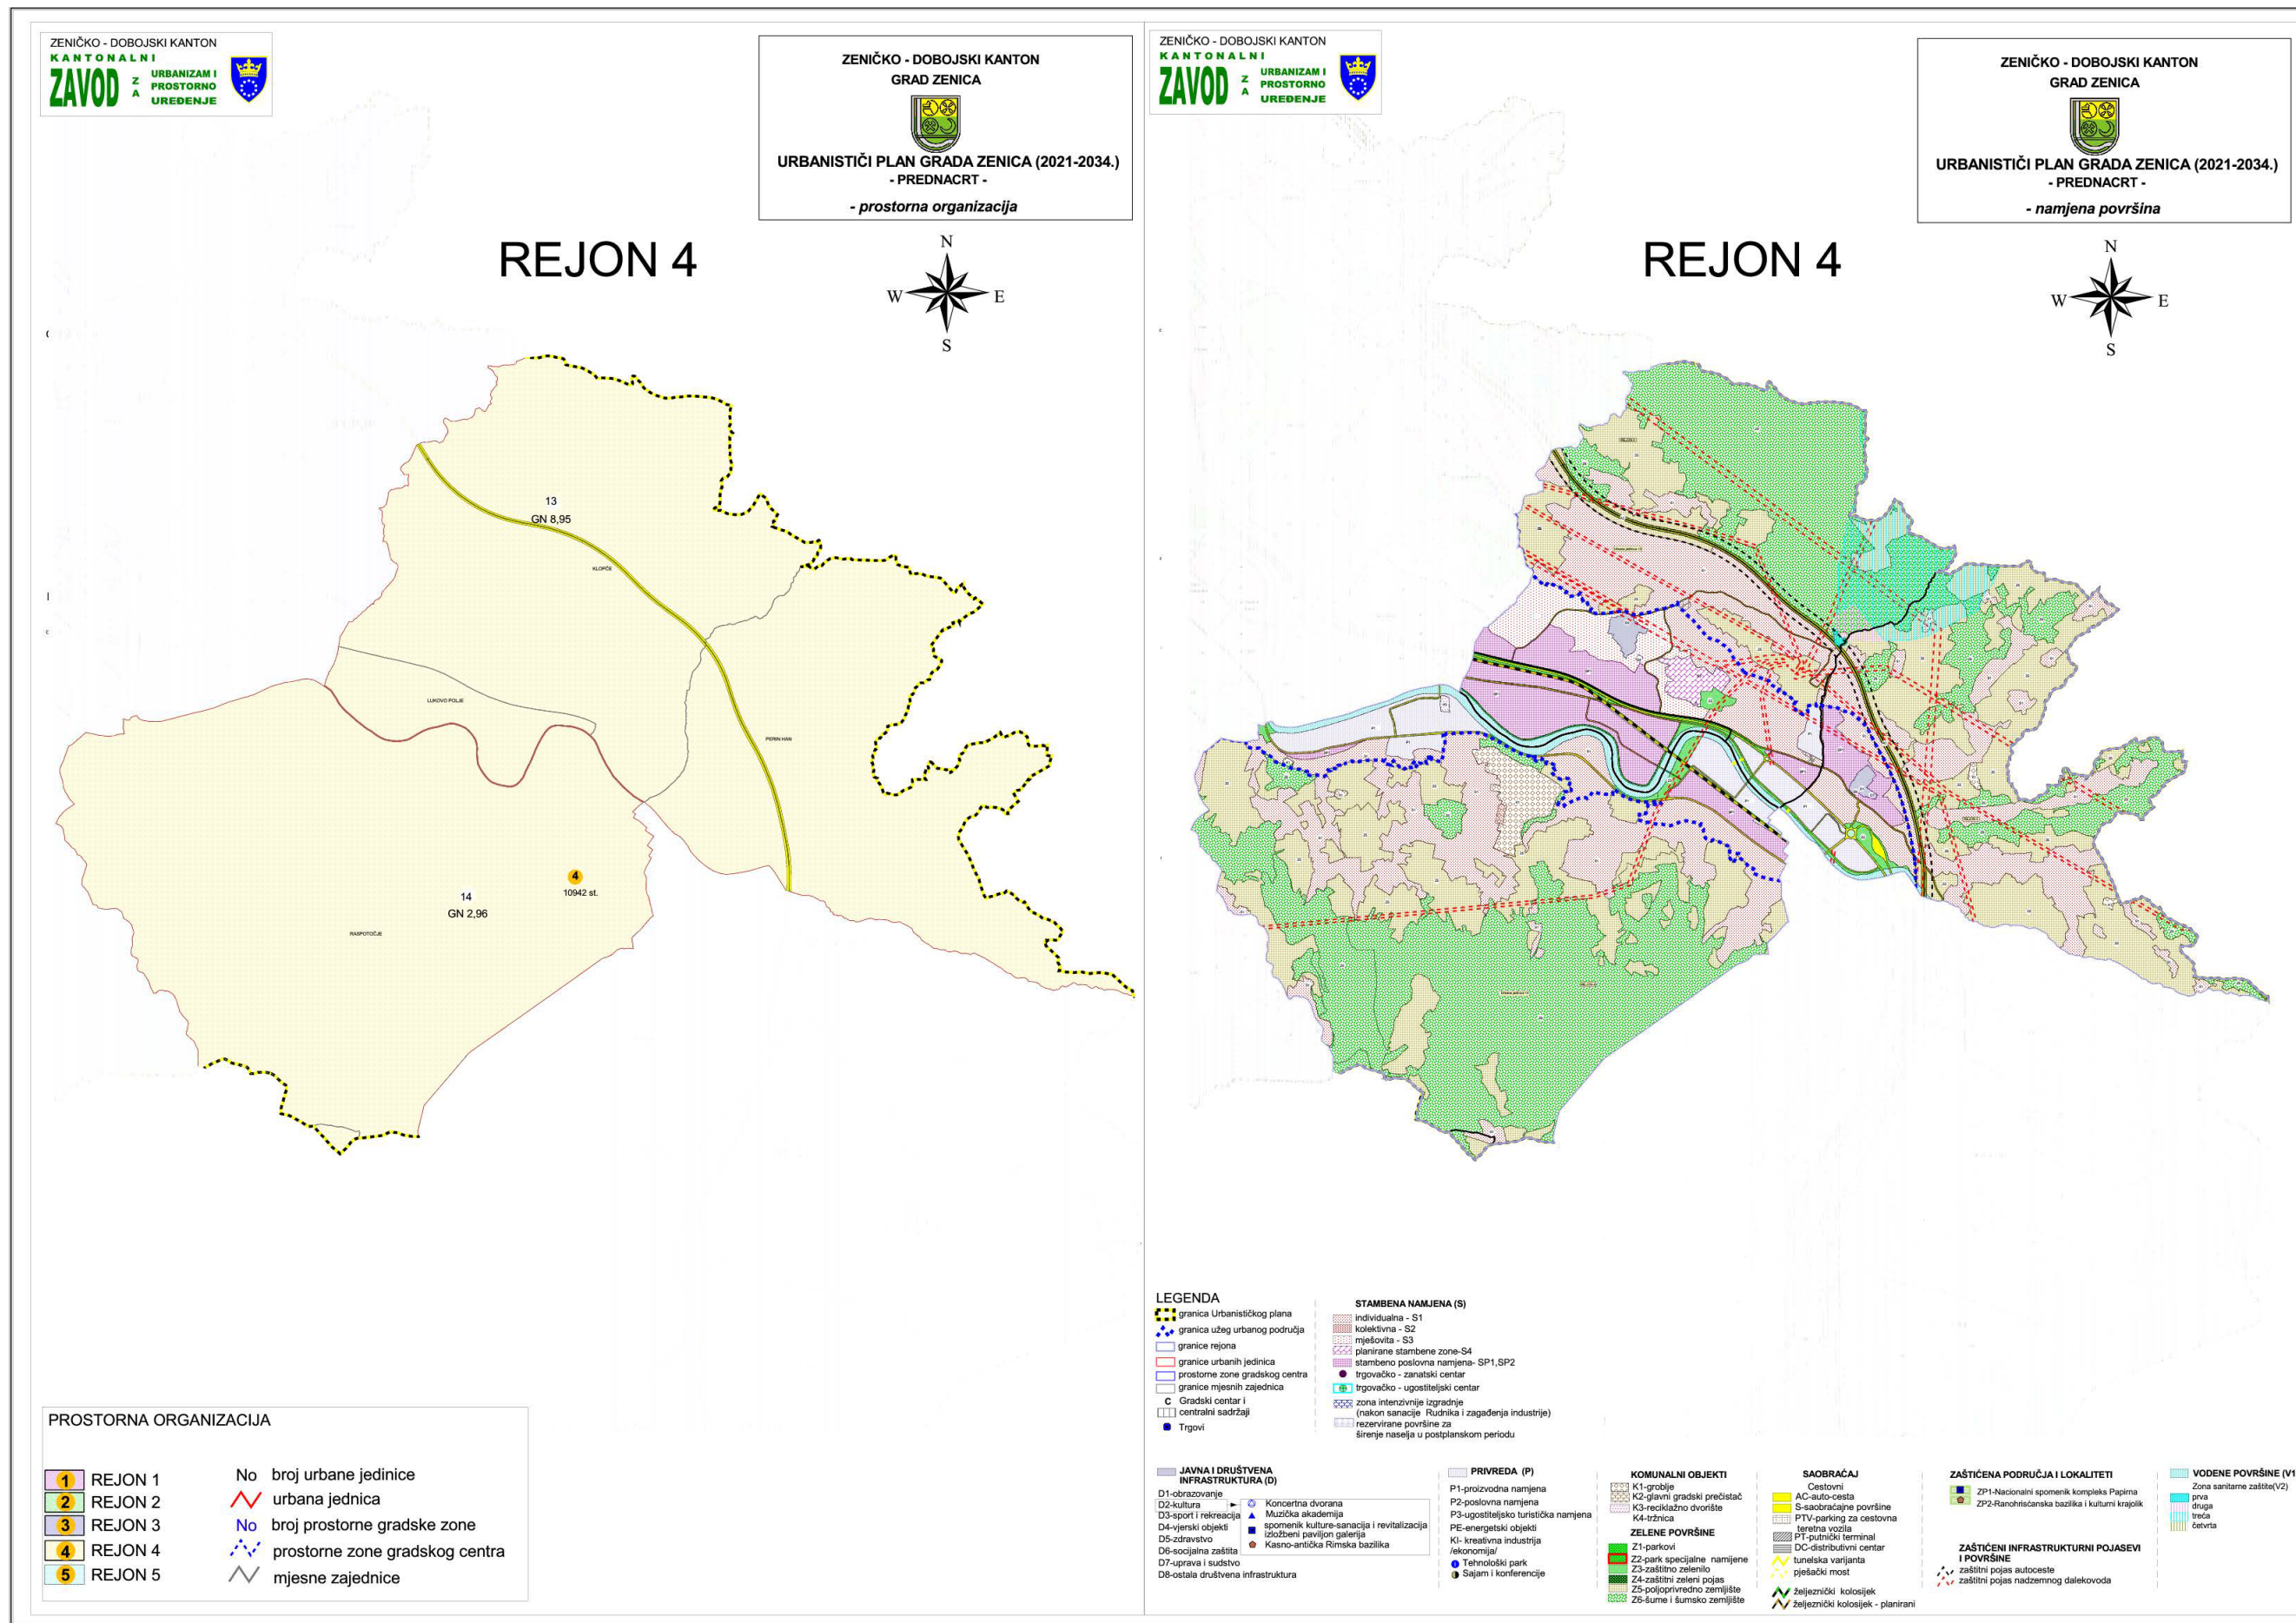 ZENIČKO - DOBOJSKI KANTON
KANTONALNI
ZAVOD ZA URBANIZAM I
PROSTORNO
UREĐENJE
ZENIČKO - DOBOJSKI KANTON
GRAD ZENICA
URBANISTIČI PLAN GRADA ZENICA (2021-2034.)
- PREDNACRT -
- prostorna organizacija
REJON 4
N
W E
S
13
GN 8,95
KLOPČE
LUKOVO POLJE
PERIN HAN
4
10942 st.
14
GN 2,96
RASPOTOČJE
PROSTORNA ORGANIZACIJA
1 REJON 1
2 REJON 2
3 REJON 3
4 REJON 4
5 REJON 5
No broj urbane jedinice
urbana jednica
No broj prostorne gradske zone
prostorne zone gradskog centra
mjesne zajednice
ZENIČKO - DOBOJSKI KANTON
KANTONALNI
ZAVOD ZA URBANIZAM I
PROSTORNO
UREĐENJE
ZENIČKO - DOBOJSKI KANTON
GRAD ZENICA
URBANISTIČI PLAN GRADA ZENICA (2021-2034.)
- PREDNACRT -
- namjena površina
REJON 4
N
W E
S
LEGENDA
granica Urbanističkog plana
granica užeg urbanog područja
granice rejona
granice urbanih jedinica
prostorne zone gradskog centra
granice mjesnih zajednica
C Gradski centar i
centralni sadržaji
Trgovi
STAMBENA NAMJENA (S)
individualna - S1
kolektivna - S2
mješovita - S3
planirane stambene zone-S4
stambeno poslovna namjena- SP1,SP2
trgovačko - zanatski centar
trgovačko - ugostiteljski centar
zona intenzivnije izgradnje
(nakon sanacije Rudnika i zagađenja industrije)
rezervirane površine za
širenje naselja u postplanskom periodu
JAVNA I DRUŠTVENA
INFRASTRUKTURA (D)
D1-obrazovanje
D2-kultura
D3-sport i rekreacija
D4-vjerski objekti
D5-zdravstvo
D6-socijalna zaštita
D7-uprava i sudstvo
D8-ostala društvena infrastruktura
Koncertna dvorana
Muzička akademija
spomenik kulture-sanacija i revitalizacija
izložbeni paviljon galerija
Kasno-antička Rimska bazilika
PRIVREDA (P)
P1-proizvodna namjena
P2-poslovna namjena
P3-ugostiteljsko turistička namjena
PE-energetski objekti
KI- kreativna industrija
/ekonomija/
Tehnološki park
Sajam i konferencije
KOMUNALNI OBJEKTI
K1-groblje
K2-glavni gradski prečistač
K3-reciklažno dvorište
K4-tržnica
ZELENE POVRŠINE
Z1-parkovi
Z2-park specijalne namijene
Z3-zaštitno zelenilo
Z4-zaštitni zeleni pojas
Z5-poljoprivredno zemljište
Z6-šume i šumsko zemljište
SAOBRAĆAJ
Cestovni
AC-auto-cesta
S-saobraćajne površine
PTV-parking za cestovna
teretna vozila
PT-putnički terminal
DC-distributivni centar
tunelska varijanta
pješački most
željeznički kolosijek
željeznički kolosijek - planirani
ZAŠTIĆENA PODRUČJA I LOKALITETI
ZP1-Nacionalni spomenik kompleks Papirna
ZP2-Ranohrišćanska bazilika i kulturni krajolik
ZAŠTIĆENI INFRASTRUKTURNI POJASEVI
I POVRŠINE
zaštitni pojas autoceste
zaštitni pojas nadzemnog dalekovoda
VODENE POVRŠINE (V1
Zona sanitarne zaštite(V2)
prva
druga
treća
četvrta